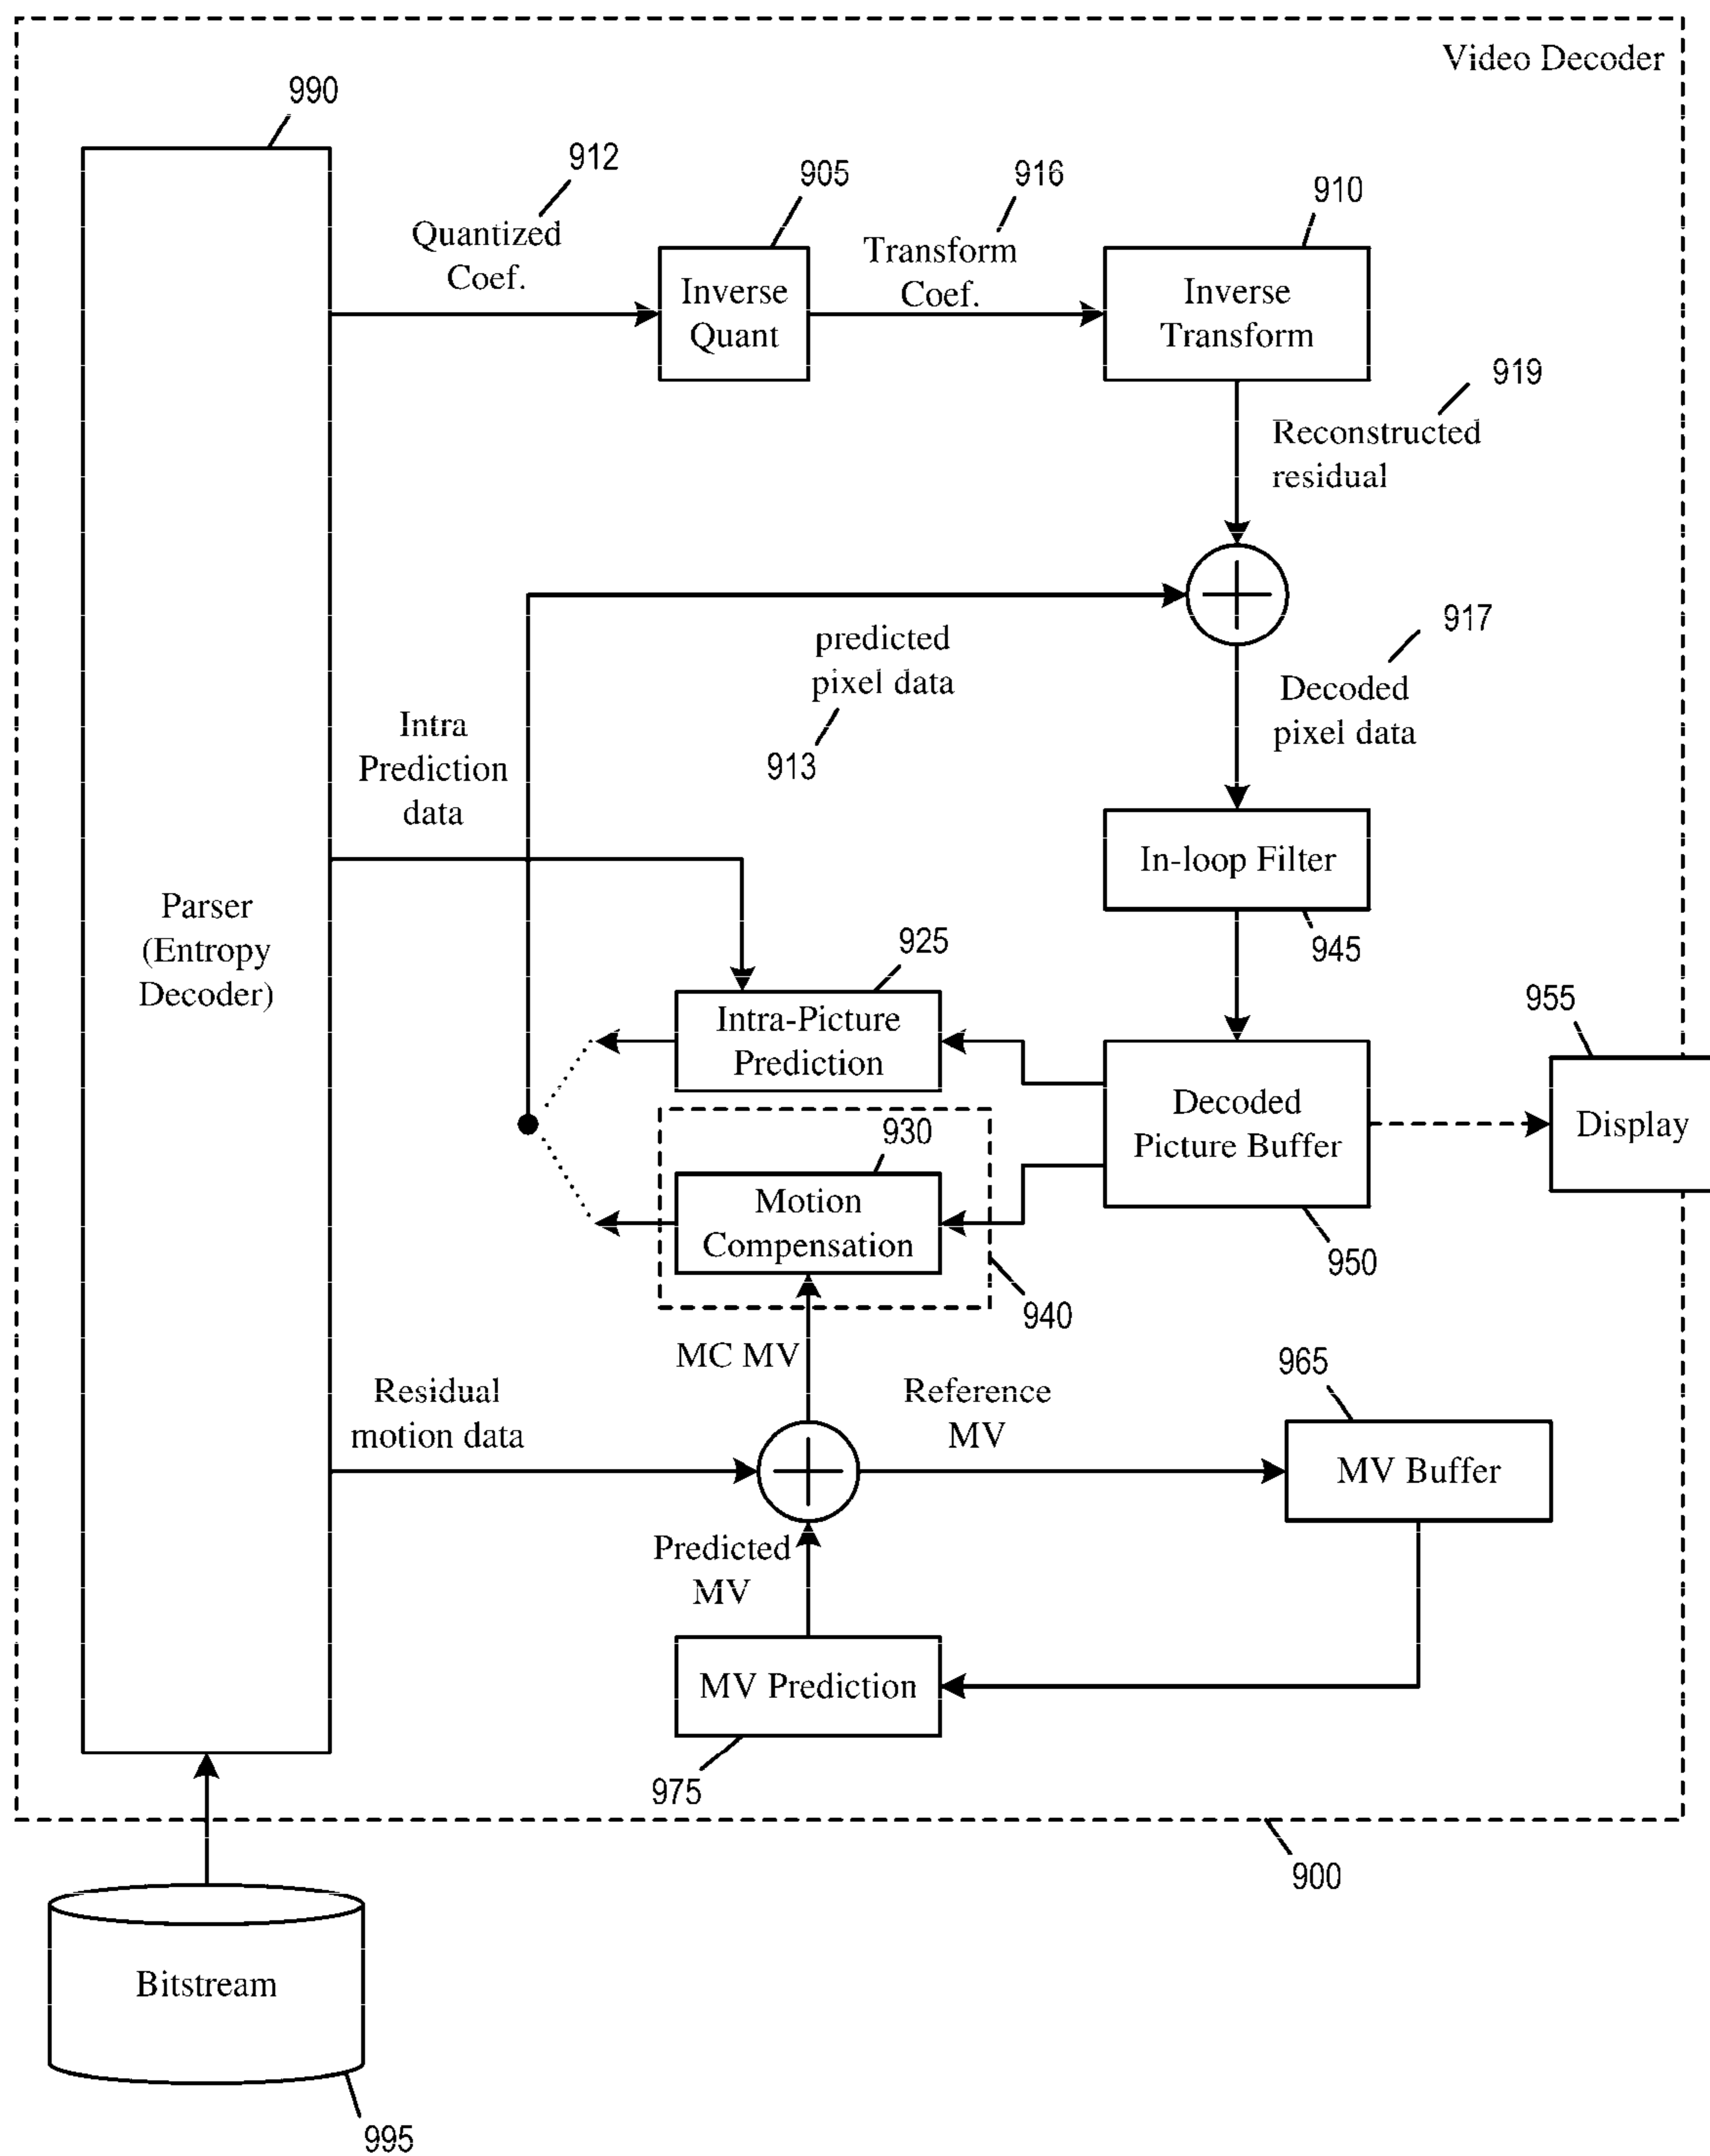 Video Decoder
990
912
905
916
910
Quantized
Coef.
Transform
Coef.
Inverse
Quant
Inverse
Transform
919
Reconstructed
residual
917
predicted
pixel data
913
Decoded
pixel data
Intra
Prediction
data
In-loop Filter
945
Parser
(Entropy
Decoder)
925
Intra-Picture
Prediction
955
Decoded
Picture Buffer
Display
930
Motion
Compensation
950
940
MC MV
965
Residual
motion data
Reference
MV
MV Buffer
Predicted
MV
MV Prediction
975
900
Bitstream
995